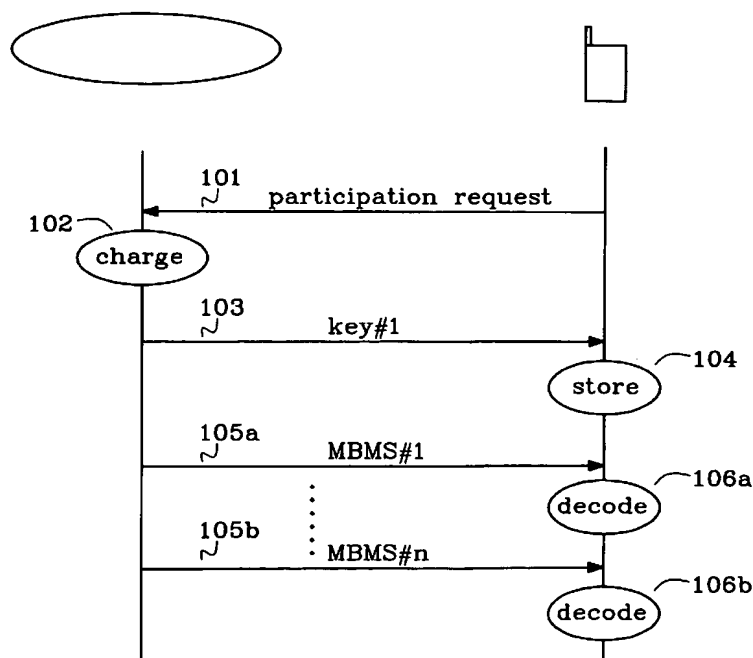 101
participation request
102
charge
103
key#1
104
store
105a
MBMS#1
106a
decode
105b
MBMS#n
106b
decode